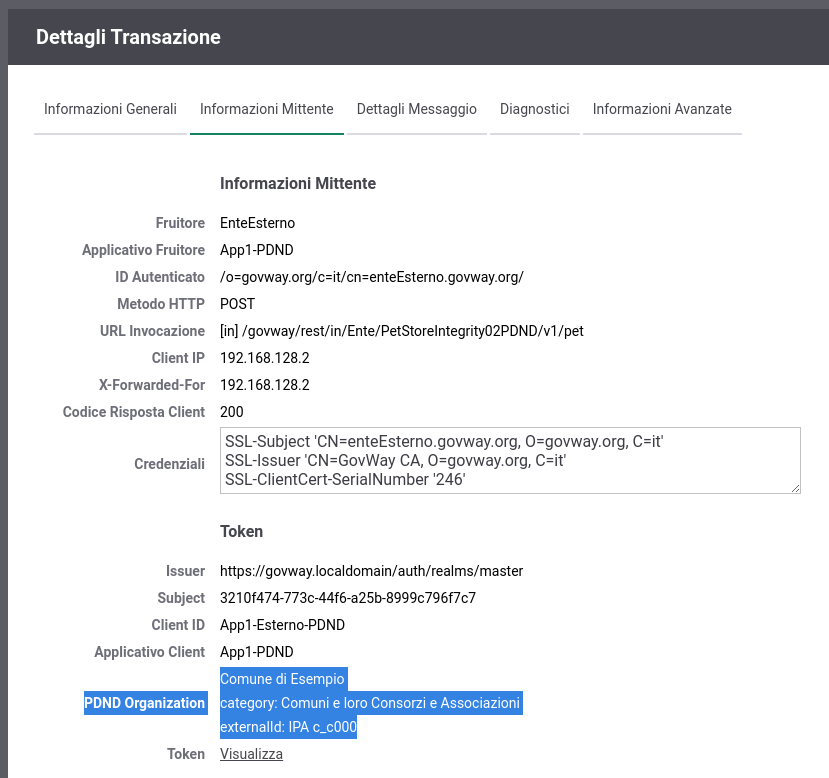 Dettagli Transazione
Informazioni Generali Informazioni Mittente Dettagli Messaggio Diagnostici Informazioni Avanzate
Informazioni Mittente
Fruitore EnteEsterno
Applicativo Fruitore App1-PDND
ID Autenticato /o=govway.org/c=it/cn=enteEsterno.govway.org/
Metodo HTTP POST
URL Invocazione [in] /govway/rest/in/Ente/PetStoreIntegrity02PDND/v1/pet
Client IP 192.168.128.2
X-Forwarded-For 192.168.128.2
Codice Risposta Client 200
Credenziali
SSL-Subject 'CN=enteEsterno.govway.org, O=govway.org, C=it'
SSL-Issuer 'CN=GovWay CA, O=govway.org, C=it'
SSL-ClientCert-SerialNumber '246'
Token
Issuer https://govway.localdomain/auth/realms/master
Subject 3210f474-773c-44f6-a25b-8999c796f7c7
Client ID App1-Esterno-PDND
Applicativo Client App1-PDND
PDND Organization
Comune di Esempio
category: Comuni e loro Consorzi e Associazioni
externalId: IPA c_c000
Token Visualizza